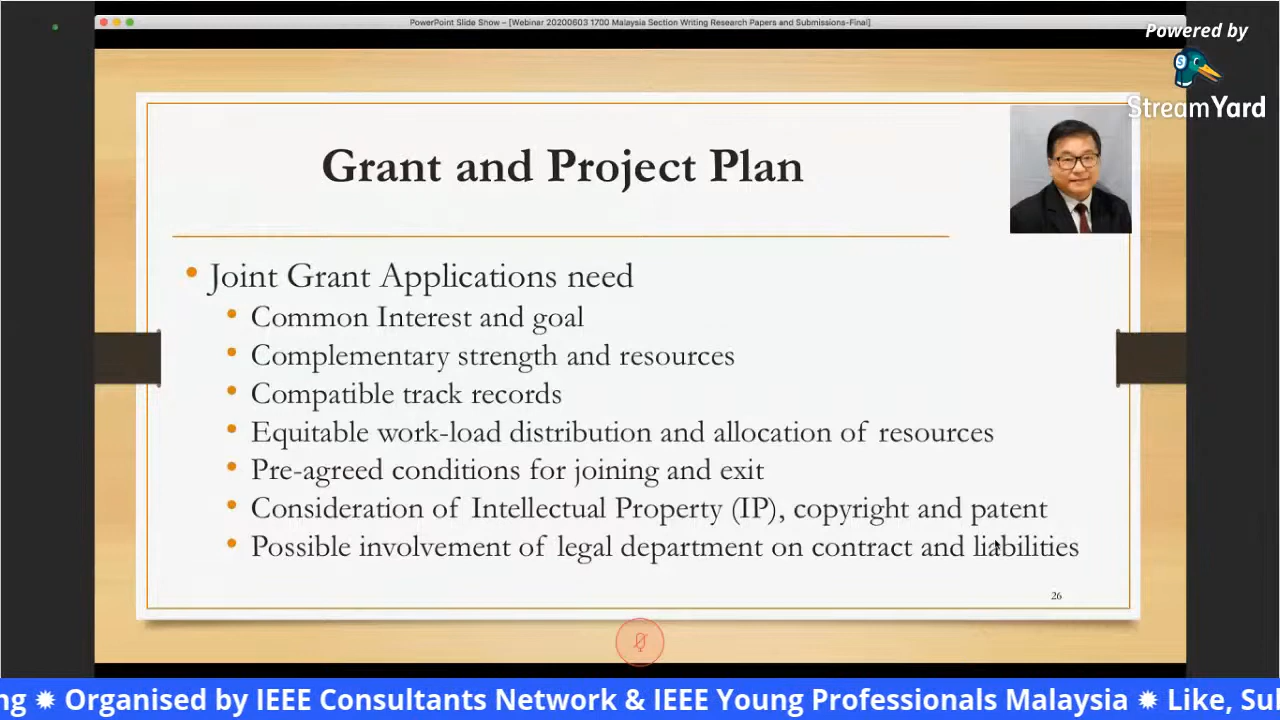 PowerPoint Slide Show – [Webinar 20200603 1700 Malaysia Section Writing Research Papers and Submissions-Final]
Powered by
StreamYard
Grant and Project Plan
• Joint Grant Applications need
• Common Interest and goal
• Complementary strength and resources
• Compatible track records
• Equitable work-load distribution and allocation of resources
• Pre-agreed conditions for joining and exit
• Consideration of Intellectual Property (IP), copyright and patent
• Possible involvement of legal department on contract and liabilities
26
ng ✹ Organised by IEEE Consultants Network & IEEE Young Professionals Malaysia ✹ Like, Su